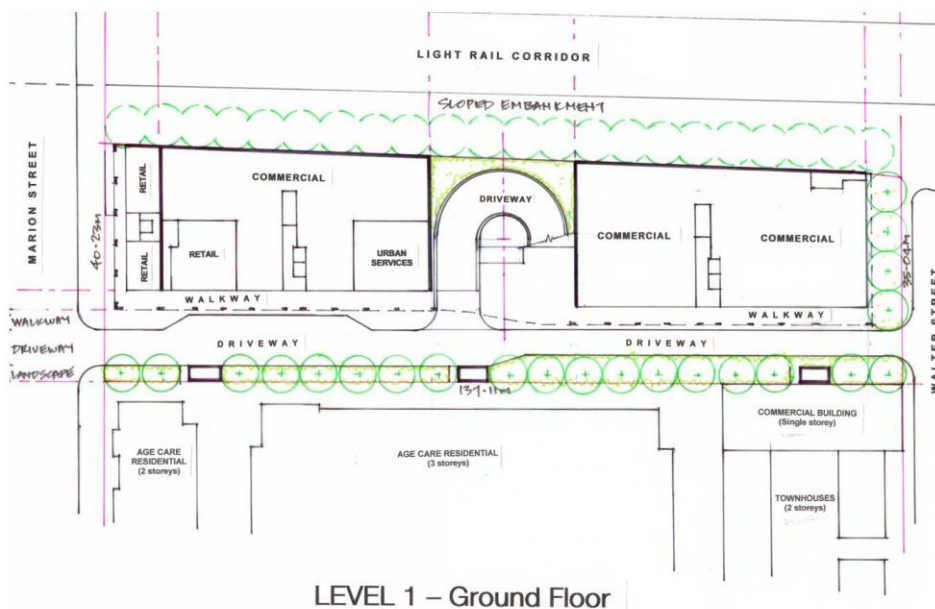 LIGHT RAIL CORRIDOR
SLOPED EMBANKMENT
MARION STREET
RETAIL
COMMERCIAL
DRIVEWAY
COMMERCIAL
COMMERCIAL
40.23m
RETAIL
RETAIL
URBAN
SERVICES
35.04m
WALKWAY
WALKWAY
WALKWAY
DRIVEWAY
DRIVEWAY
DRIVEWAY
LANDSCAPE
137.11m
WALTER STREET
COMMERCIAL BUILDING
(Single storey)
AGE CARE
RESIDENTIAL
(2 storeys)
AGE CARE RESIDENTIAL
(3 storeys)
TOWNHOUSES
(2 storeys)
LEVEL 1 – Ground Floor